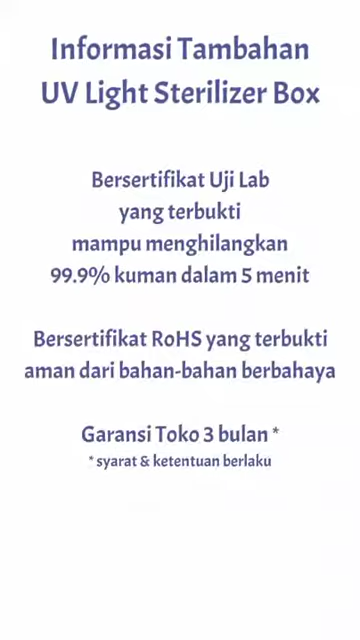 Informasi Tambahan
UV Light Sterilizer Box
Bersertifikat Uji Lab
yang terbukti
mampu menghilangkan
99.9% kuman dalam 5 menit
Bersertifikat RoHS yang terbukti
aman dari bahan-bahan berbahaya
Garansi Toko 3 bulan *
* syarat & ketentuan berlaku